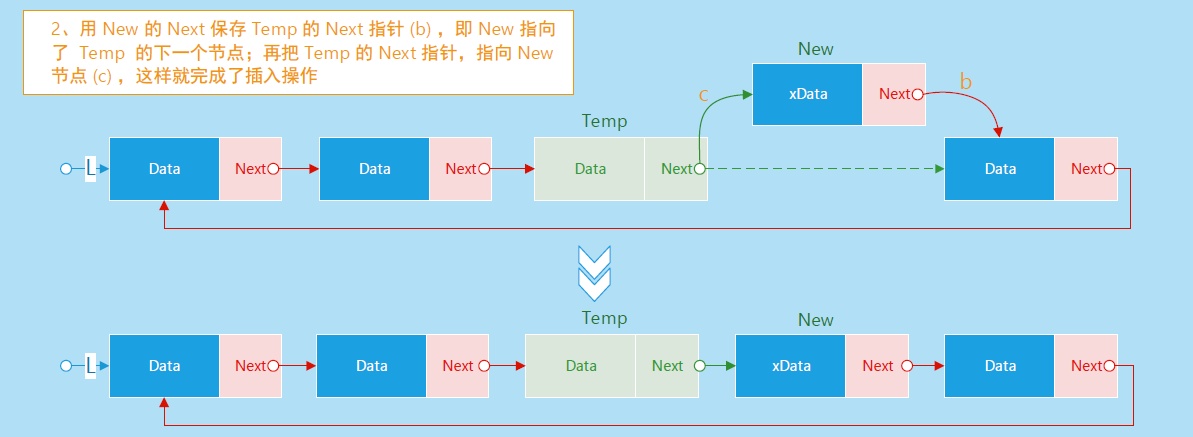 2、用 New 的 Next 保存 Temp 的 Next 指针 (b) ，即 New 指向
了 Temp 的下一个节点；再把 Temp 的 Next 指针，指向 New
节点 (c) ，这样就完成了插入操作
New
c
xData
Next
b
Temp
L
Data
Next
Data
Next
Data
Next
Data
Next
Temp
New
L
Data
Next
Data
Next
Data
Next
xData
Next
Data
Next